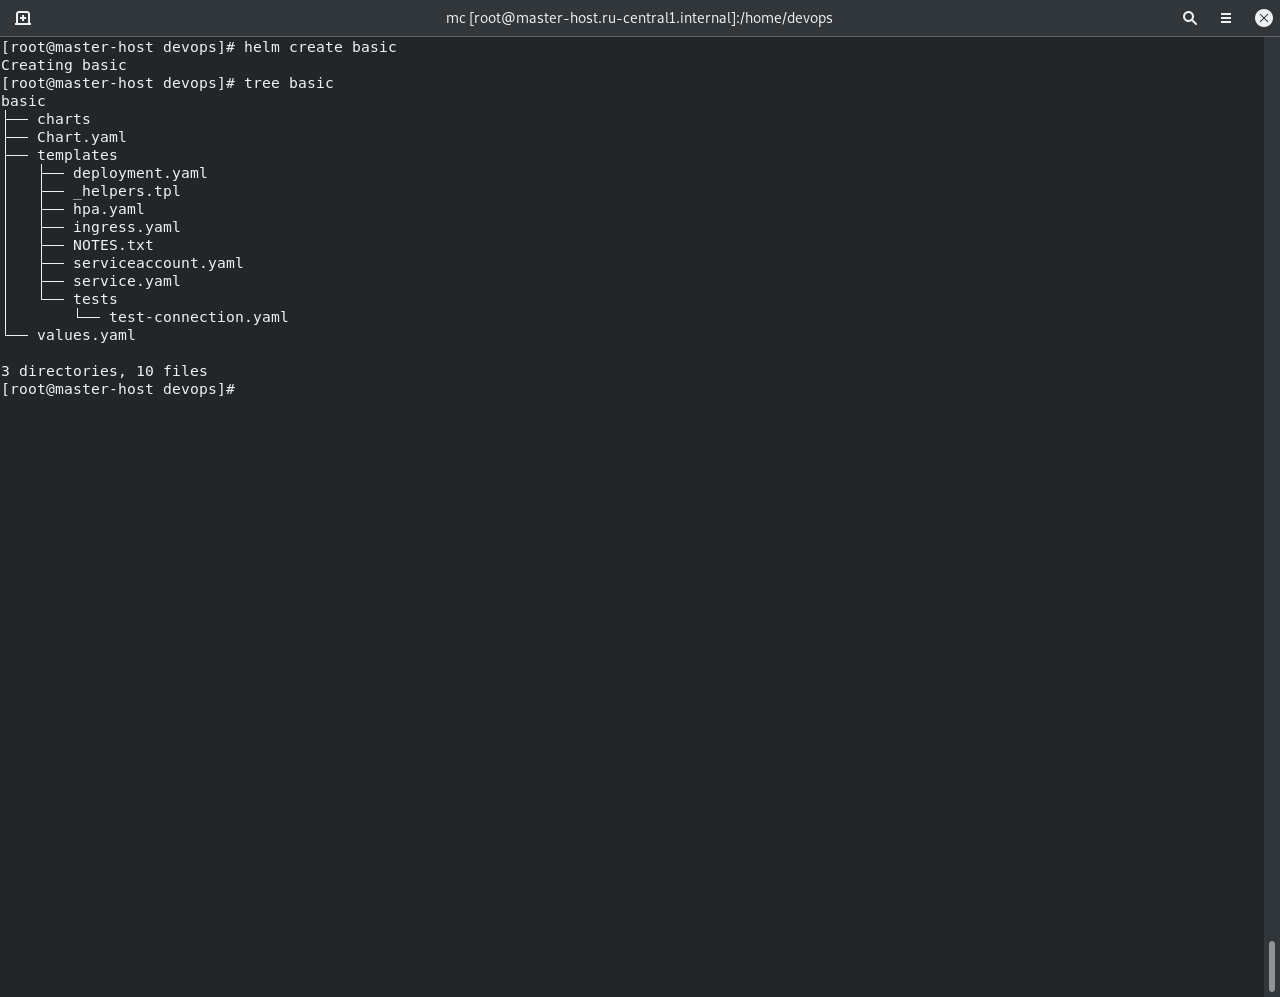 mc [root@master-host.ru-central1.internal]:/home/devops
[root@master-host devops]# helm create basic
Creating basic
[root@master-host devops]# tree basic
basic
├── charts
├── Chart.yaml
├── templates
│   ├── deployment.yaml
│   ├── _helpers.tpl
│   ├── hpa.yaml
│   ├── ingress.yaml
│   ├── NOTES.txt
│   ├── serviceaccount.yaml
│   ├── service.yaml
│   └── tests
│       └── test-connection.yaml
└── values.yaml

3 directories, 10 files
[root@master-host devops]#